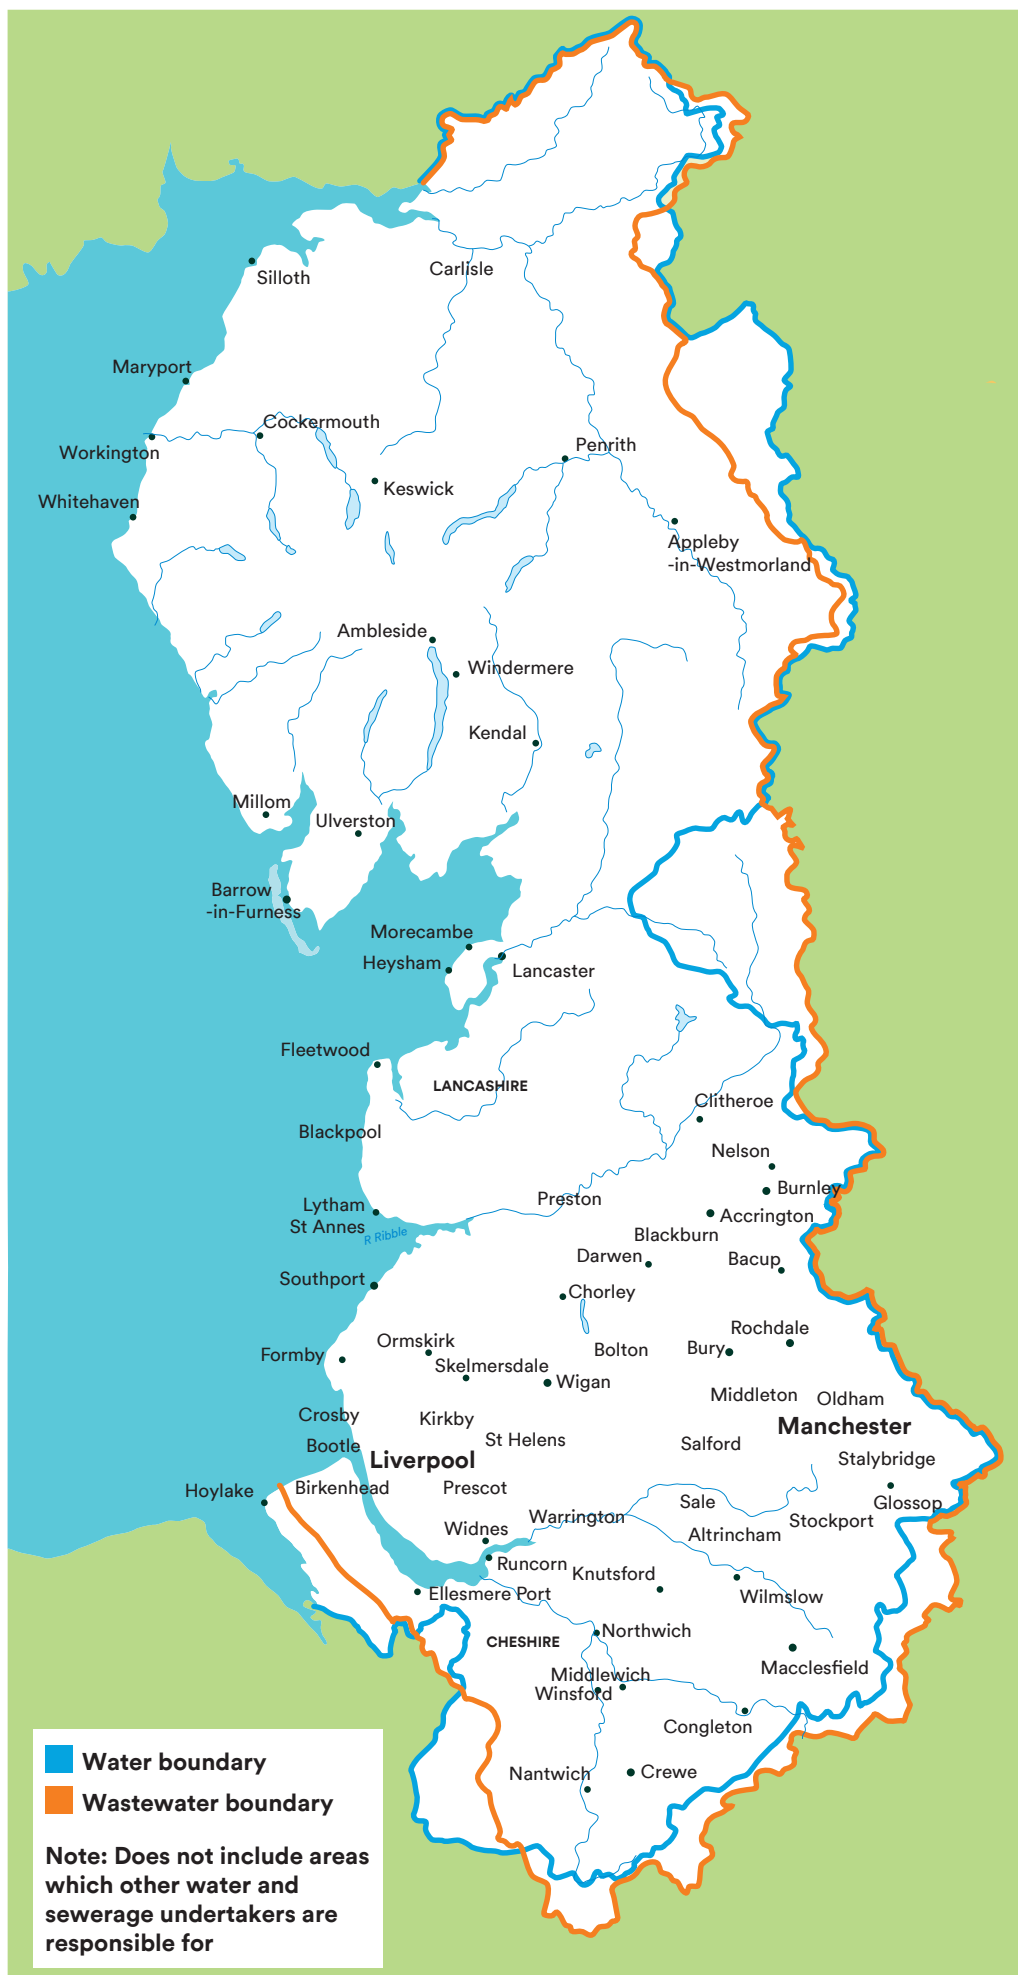 Carlisle
Silloth
Maryport
Cockermouth
Workington
Penrith
Keswick
Whitehaven
Appleby
-in-Westmorland
Ambleside
Windermere
Kendal
Millom
Ulverston
Barrow
-in-Furness
Morecambe
Heysham
Lancaster
Fleetwood
LANCASHIRE
Clitheroe
Blackpool
Nelson
Burnley
Preston
Lytham
St Annes
Accrington
R Ribble
Blackburn
Darwen
Bacup
Southport
Chorley
Rochdale
Ormskirk
Bolton
Bury
Formby
Skelmersdale
Wigan
Middleton
Oldham
Crosby
Kirkby
Manchester
Bootle
St Helens
Salford
Liverpool
Stalybridge
Hoylake
Birkenhead
Prescot
Sale
Glossop
Warrington
Stockport
Widnes
Altrincham
Runcorn
Knutsford
Ellesmere Port
Wilmslow
Northwich
CHESHIRE
Macclesfield
Middlewich
Winsford
Congleton
Nantwich
Crewe
Water boundary
Wastewater boundary
Note: Does not include areas
which other water and
sewerage undertakers are
responsible for